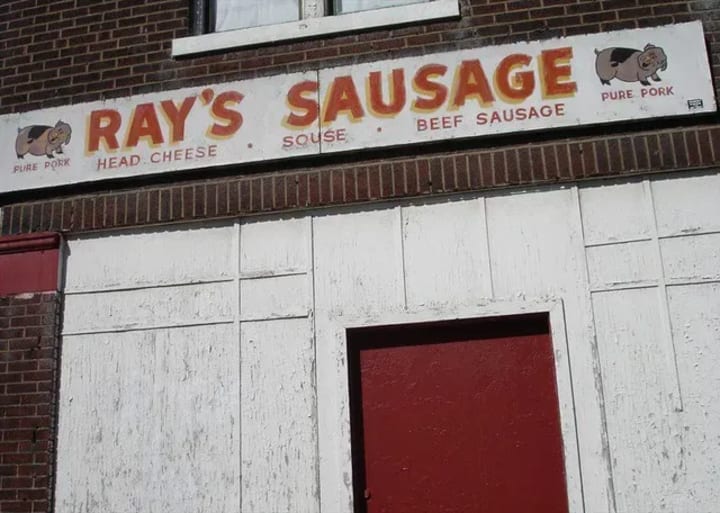 RAY'S SAUSAGE
PURE PORK
HEAD. CHEESE . SOUSE . BEEF SAUSAGE
PURE PORK